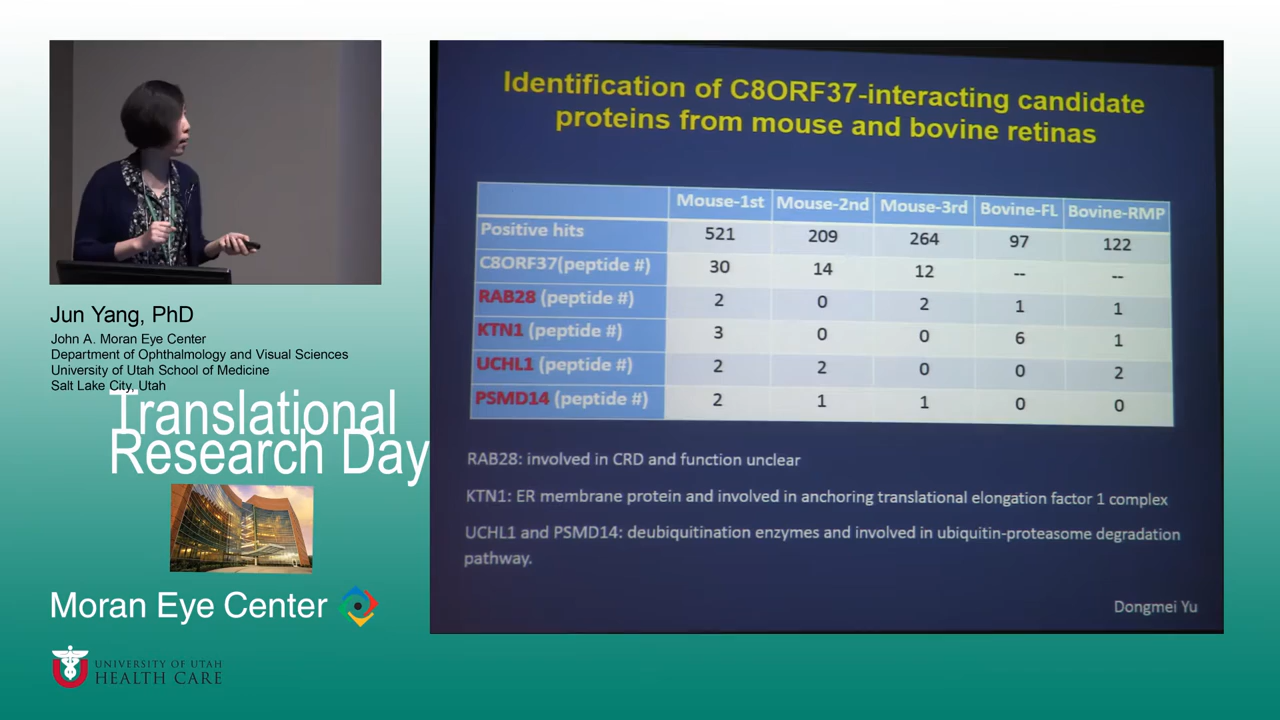 Jun Yang, PhD
John A. Moran Eye Center
Department of Ophthalmology and Visual Sciences
University of Utah School of Medicine
Salt Lake City, Utah
Translational
Research Day
Moran Eye Center
UNIVERSITY OF UTAH
HEALTH CARE
Identification of C8ORF37-interacting candidate
proteins from mouse and bovine retinas
Mouse-1st Mouse-2nd Mouse-3rd Bovine-FL Bovine-RMP
Positive hits 521 209 264 97 122
C8ORF37(peptide #) 30 14 12 -- --
RAB28 (peptide #) 2 0 2 1 1
KTN1 (peptide #) 3 0 0 6 1
UCHL1 (peptide #) 2 2 0 0 2
PSMD14 (peptide #) 2 1 1 0 0
RAB28: involved in CRD and function unclear
KTN1: ER membrane protein and involved in anchoring translational elongation factor 1 complex
UCHL1 and PSMD14: deubiquitination enzymes and involved in ubiquitin-proteasome degradation
pathway.
Dongmei Yu